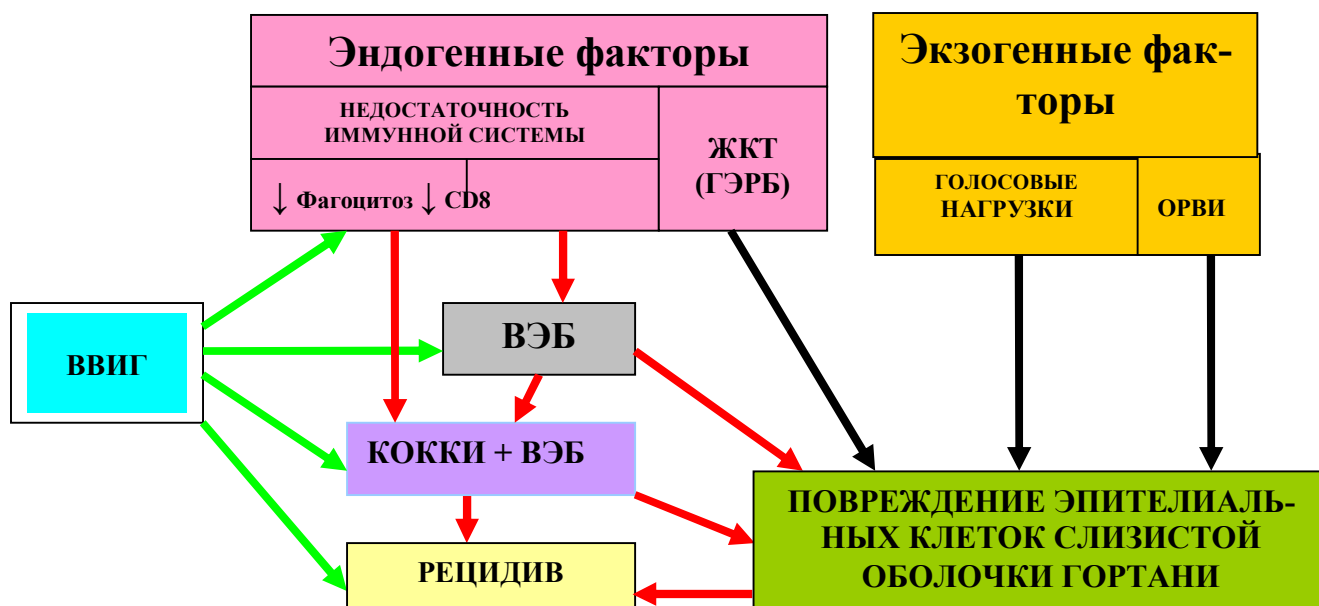 Эндогенные факторы
НЕДОСТАТОЧНОСТЬ
ИММУННОЙ СИСТЕМЫ
↓ Фагоцитоз ↓ CD8
ЖКТ
(ГЭРБ)
Экзогенные фак-
торы
ГОЛОСОВЫЕ
НАГРУЗКИ
ОРВИ
ВВИГ
ВЭБ
КОККИ + ВЭБ
РЕЦИДИВ
ПОВРЕЖДЕНИЕ ЭПИТЕЛИАЛЬ-
НЫХ КЛЕТОК СЛИЗИСТОЙ
ОБОЛОЧКИ ГОРТАНИ